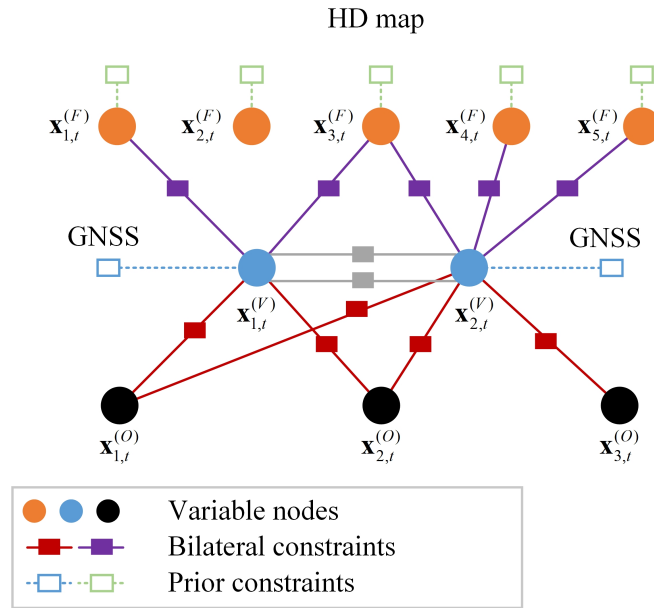 HD map
𝐱₁,ₜ⁽ᶠ⁾ 𝐱₂,ₜ⁽ᶠ⁾ 𝐱₃,ₜ⁽ᶠ⁾ 𝐱₄,ₜ⁽ᶠ⁾ 𝐱₅,ₜ⁽ᶠ⁾
GNSS GNSS
𝐱₁,ₜ⁽ⱽ⁾ 𝐱₂,ₜ⁽ⱽ⁾
𝐱₁,ₜ⁽ᴼ⁾ 𝐱₂,ₜ⁽ᴼ⁾ 𝐱₃,ₜ⁽ᴼ⁾
Variable nodes
Bilateral constraints
Prior constraints